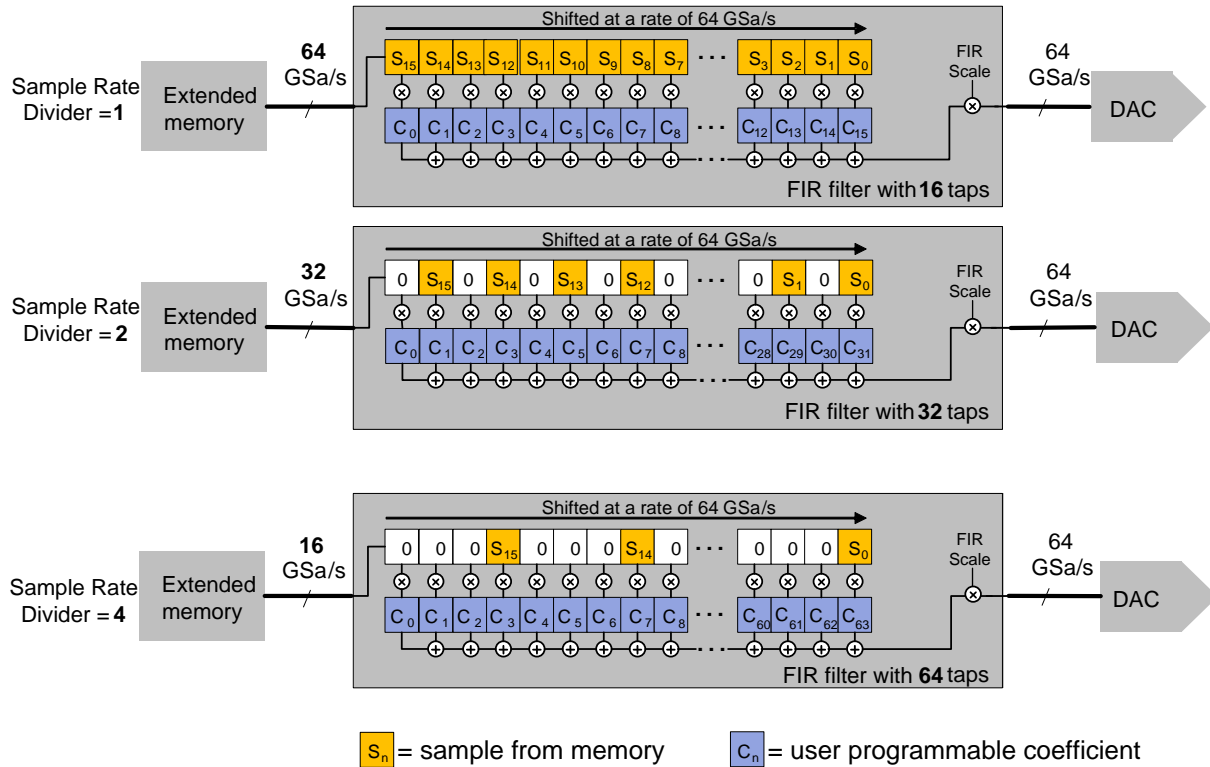 Shifted at a rate of 64 GSa/s
64
GSa/s
Sample Rate
Divider =1
Extended
memory
S15 S14 S13 S12 S11 S10 S9 S8 S7 ... S3 S2 S1 S0
C0 C1 C2 C3 C4 C5 C6 C7 C8 ... C12 C13 C14 C15
FIR
Scale
64
GSa/s
DAC
FIR filter with 16 taps
Shifted at a rate of 64 GSa/s
32
GSa/s
Sample Rate
Divider =2
Extended
memory
0 S15 0 S14 0 S13 0 S12 0 ... 0 S1 0 S0
C0 C1 C2 C3 C4 C5 C6 C7 C8 ... C28 C29 C30 C31
FIR
Scale
64
GSa/s
DAC
FIR filter with 32 taps
Shifted at a rate of 64 GSa/s
16
GSa/s
Sample Rate
Divider =4
Extended
memory
0 0 0 S15 0 0 0 S14 0 ... 0 0 0 S0
C0 C1 C2 C3 C4 C5 C6 C7 C8 ... C60 C61 C62 C63
FIR
Scale
64
GSa/s
DAC
FIR filter with 64 taps
Sn = sample from memory
Cn = user programmable coefficient